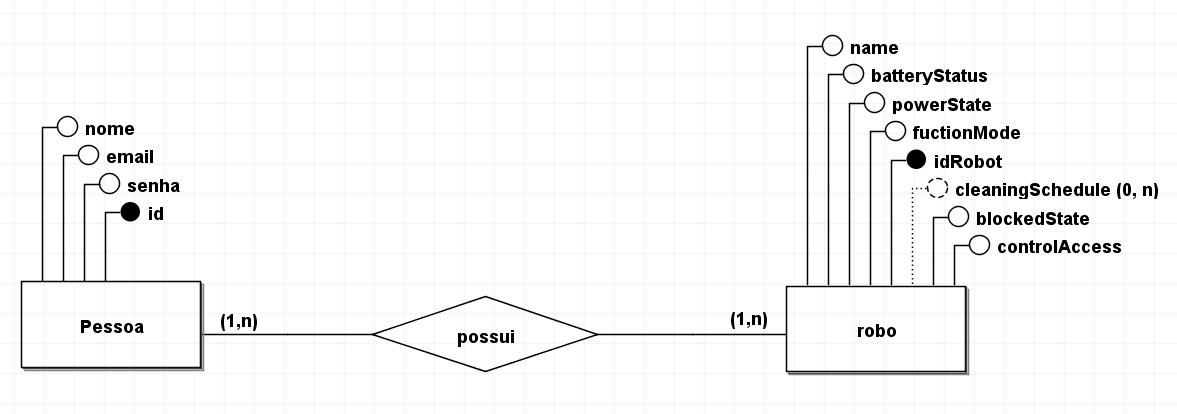 name
batteryStatus
powerState
fuctionMode
idRobot
cleaningSchedule (0, n)
blockedState
controlAccess
nome
email
senha
id
Pessoa
(1,n)
possui
(1,n)
robo